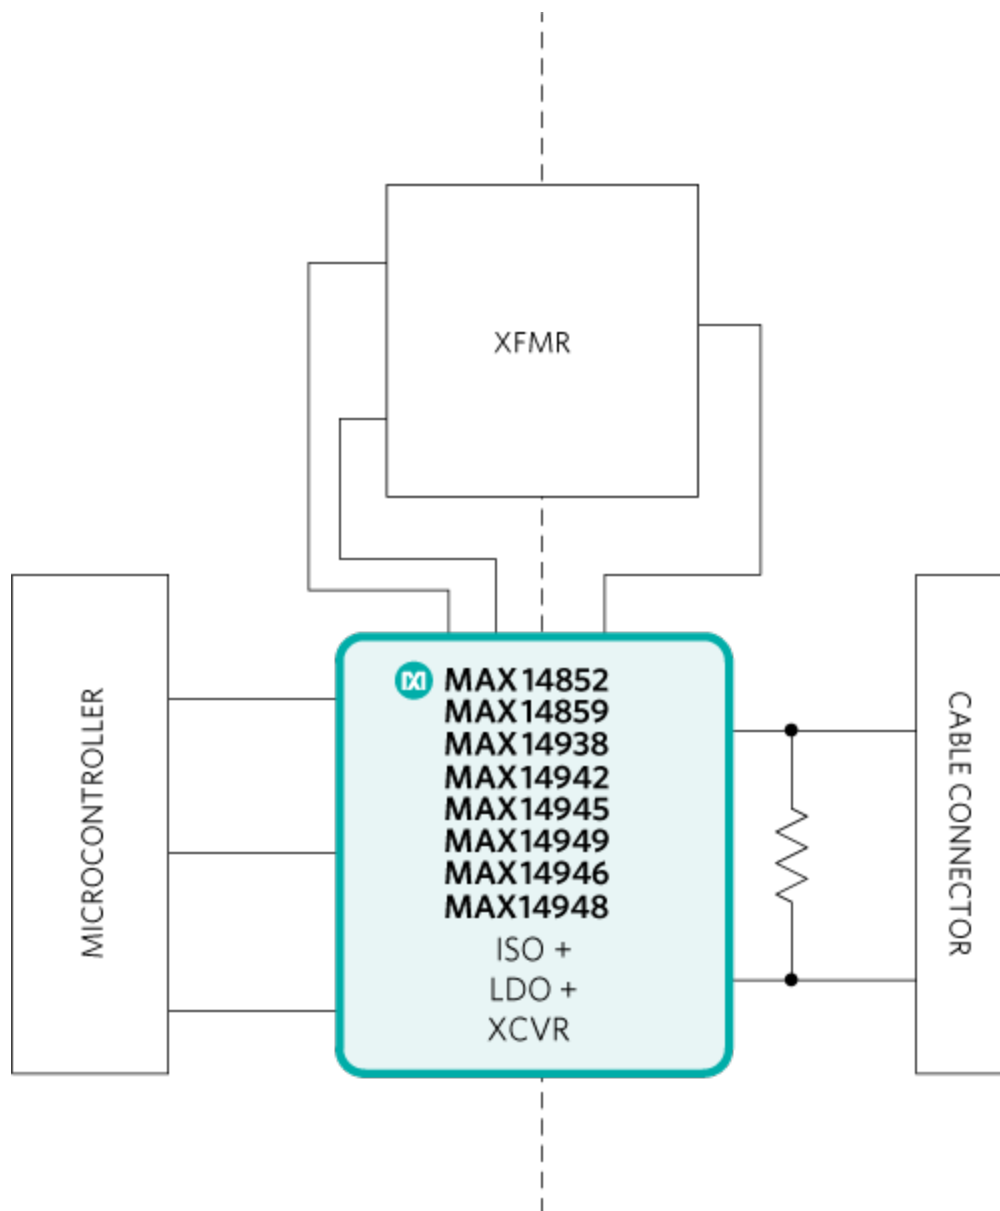 XFMR
MICROCONTROLLER
MAX14852
MAX14859
MAX14938
MAX14942
MAX14945
MAX14949
MAX14946
MAX14948
ISO +
LDO +
XCVR
CABLE CONNECTOR